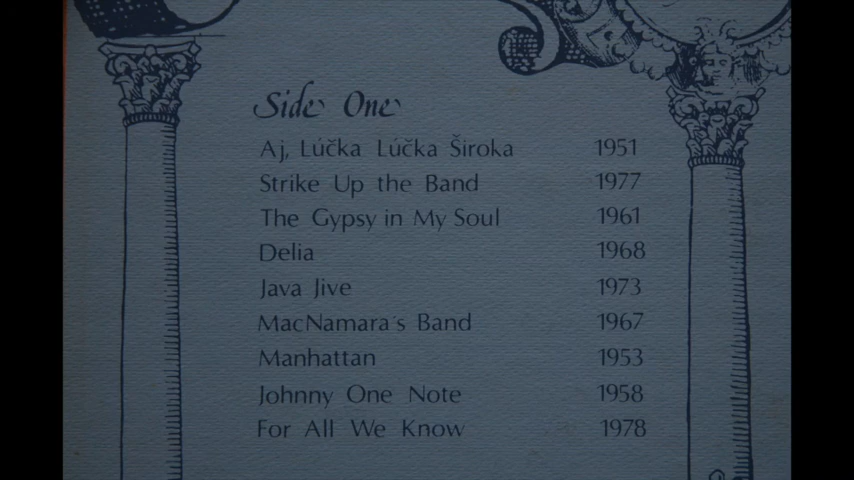 Side One
Aj, Lúčka Lúčka Široka 1951
Strike Up the Band 1977
The Gypsy in My Soul 1961
Delia 1968
Java Jive 1973
MacNamara's Band 1967
Manhattan 1953
Johnny One Note 1958
For All We Know 1978